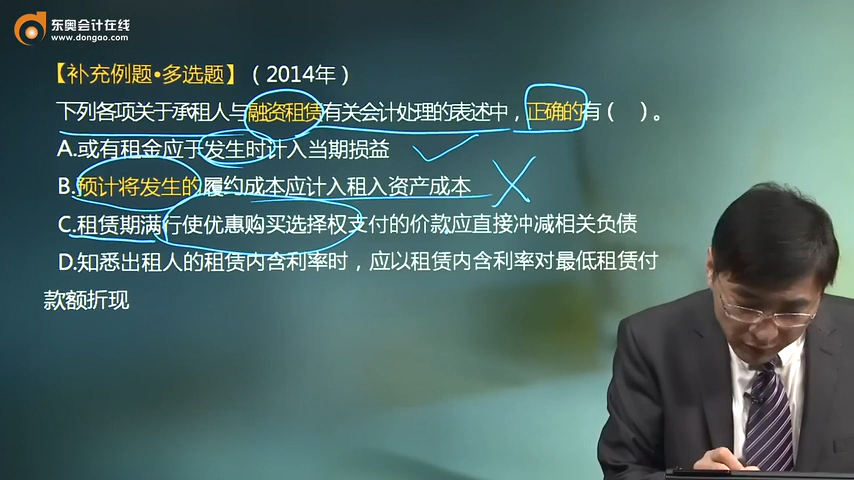 东奥会计在线
www.dongao.com
【补充例题•多选题】（2014年）
下列各项关于承租人与融资租赁有关会计处理的表述中，正确的有（　）。
A.或有租金应于发生时计入当期损益
B.预计将发生的履约成本应计入租入资产成本
C.租赁期满行使优惠购买选择权支付的价款应直接冲减相关负债
D.知悉出租人的租赁内含利率时，应以租赁内含利率对最低租赁付
款额折现